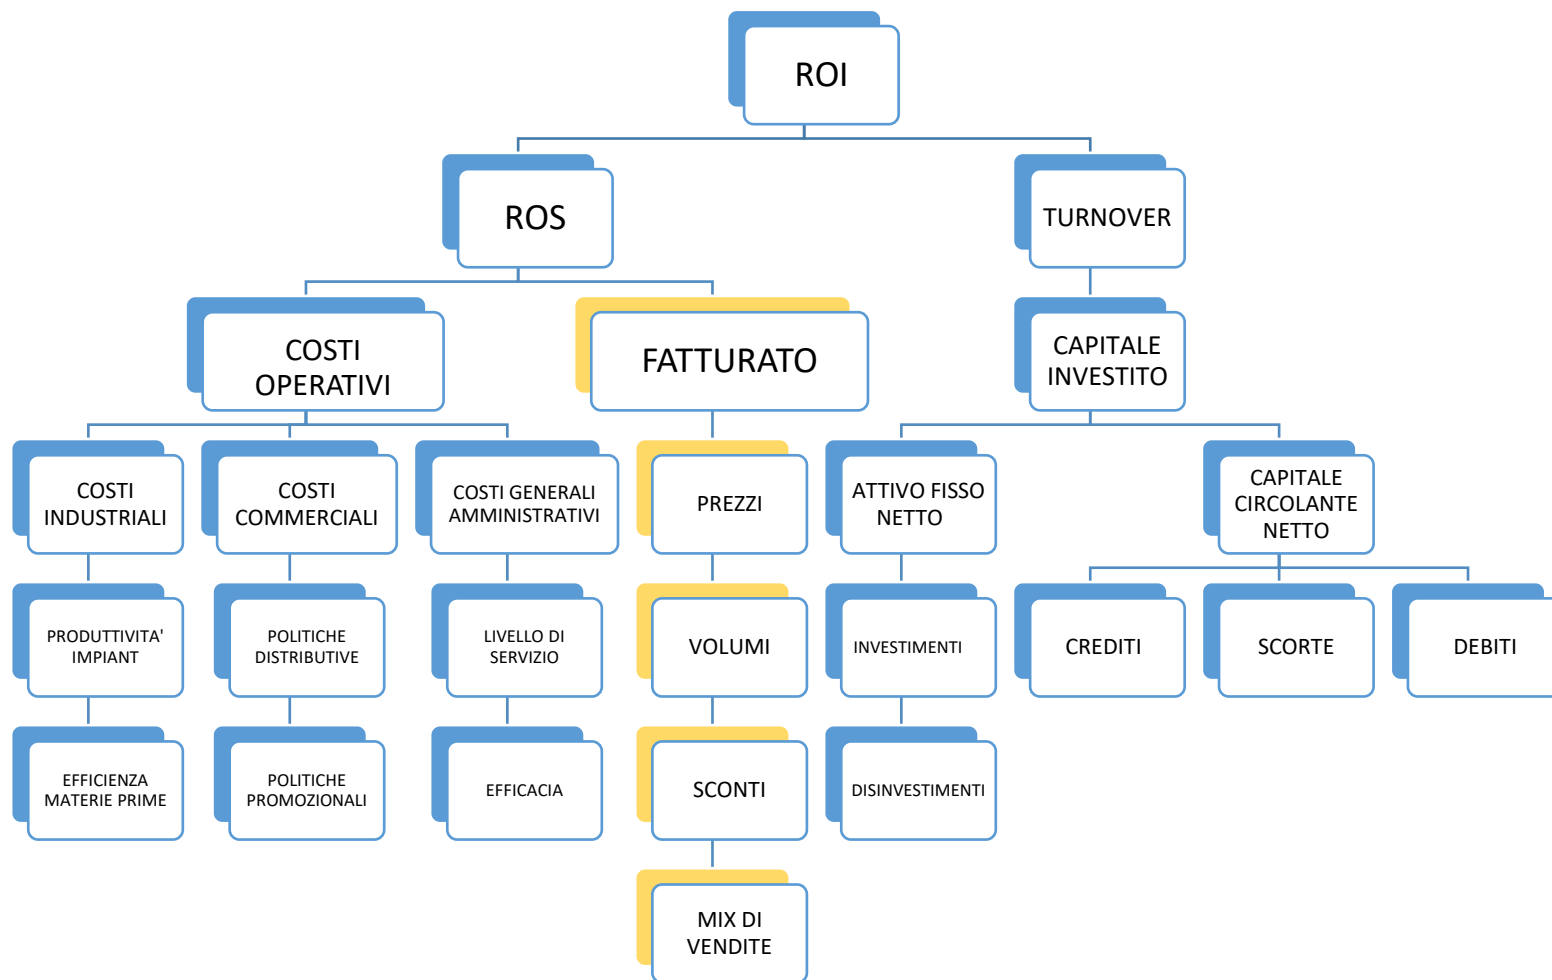 ROI
ROS
TURNOVER
COSTI
OPERATIVI
FATTURATO
CAPITALE
INVESTITO
COSTI
INDUSTRIALI
COSTI
COMMERCIALI
COSTI GENERALI
AMMINISTRATIVI
PREZZI
ATTIVO FISSO
NETTO
CAPITALE
CIRCOLANTE
NETTO
PRODUTTIVITA'
IMPIANT
POLITICHE
DISTRIBUTIVE
LIVELLO DI
SERVIZIO
VOLUMI
INVESTIMENTI
CREDITI
SCORTE
DEBITI
EFFICIENZA
MATERIE PRIME
POLITICHE
PROMOZIONALI
EFFICACIA
SCONTI
DISINVESTIMENTI
MIX DI
VENDITE